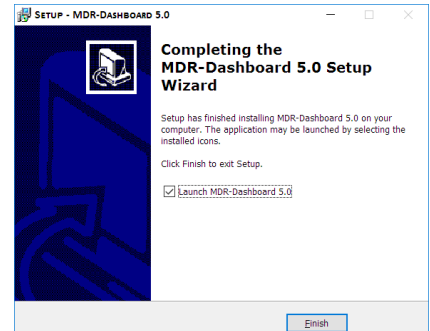 SETUP - MDR-DASHBOARD 5.0
Completing the
MDR-Dashboard 5.0 Setup
Wizard
Setup has finished installing MDR-Dashboard 5.0 on your
computer. The application may be launched by selecting the
installed icons.
Click Finish to exit Setup.
Launch MDR-Dashboard 5.0
Finish